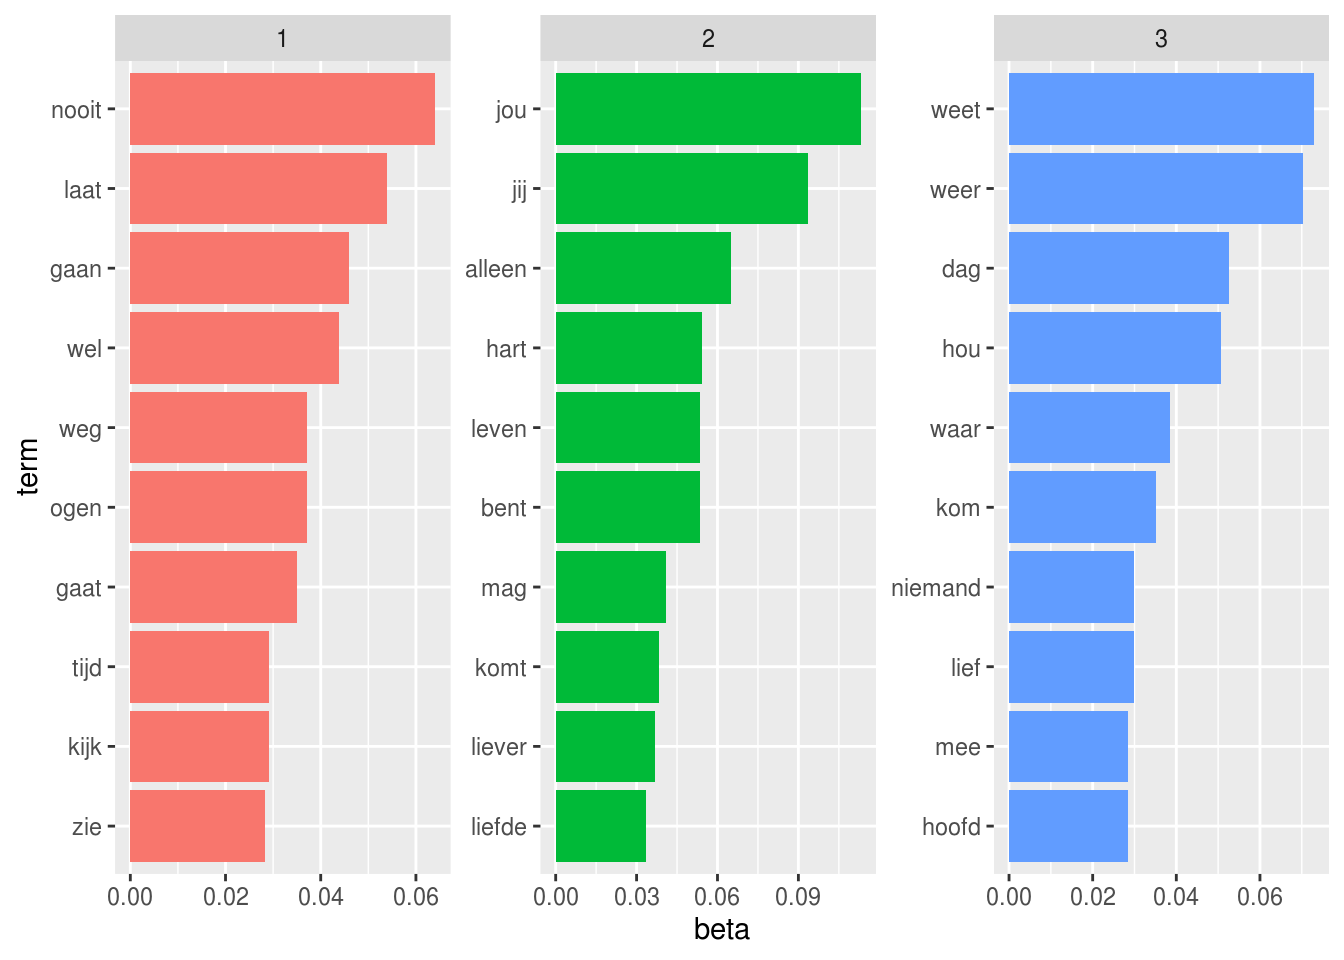 1
2
3
term
nooit
laat
gaan
wel
weg
ogen
gaat
tijd
kijk
zie
0.00 0.02 0.04 0.06
jou
jij
alleen
hart
leven
bent
mag
komt
liever
liefde
0.00 0.03 0.06 0.09
weet
weer
dag
hou
waar
kom
niemand
lief
mee
hoofd
0.00 0.02 0.04 0.06
beta